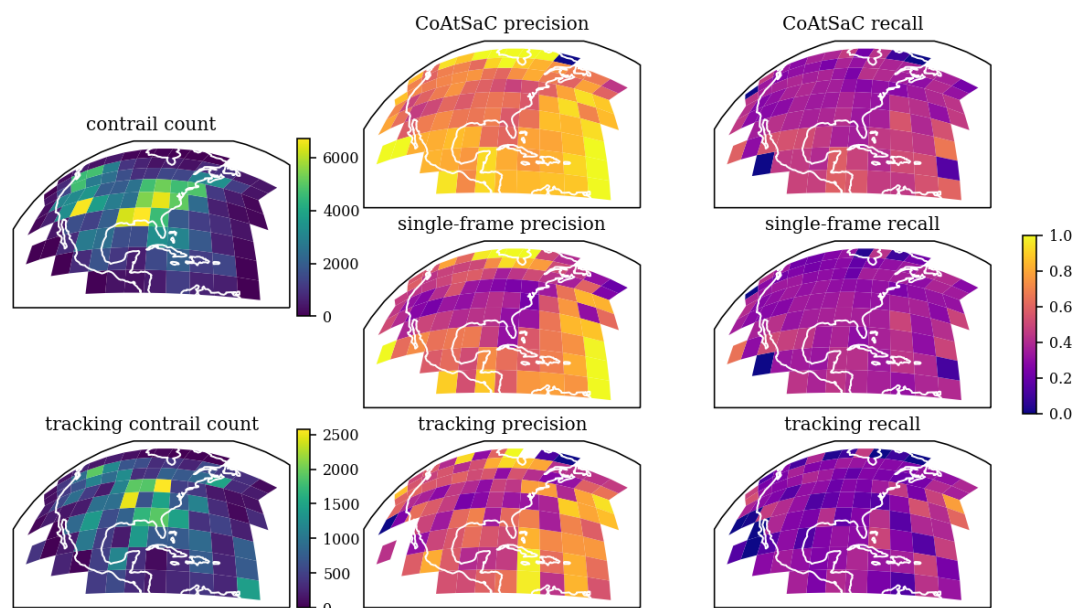 CoAtSaC precision
CoAtSaC recall
contrail count
6000
4000
2000
0
single-frame precision
single-frame recall
1.0
0.8
0.6
0.4
0.2
0.0
tracking contrail count
2500
2000
1500
1000
500
0
tracking precision
tracking recall